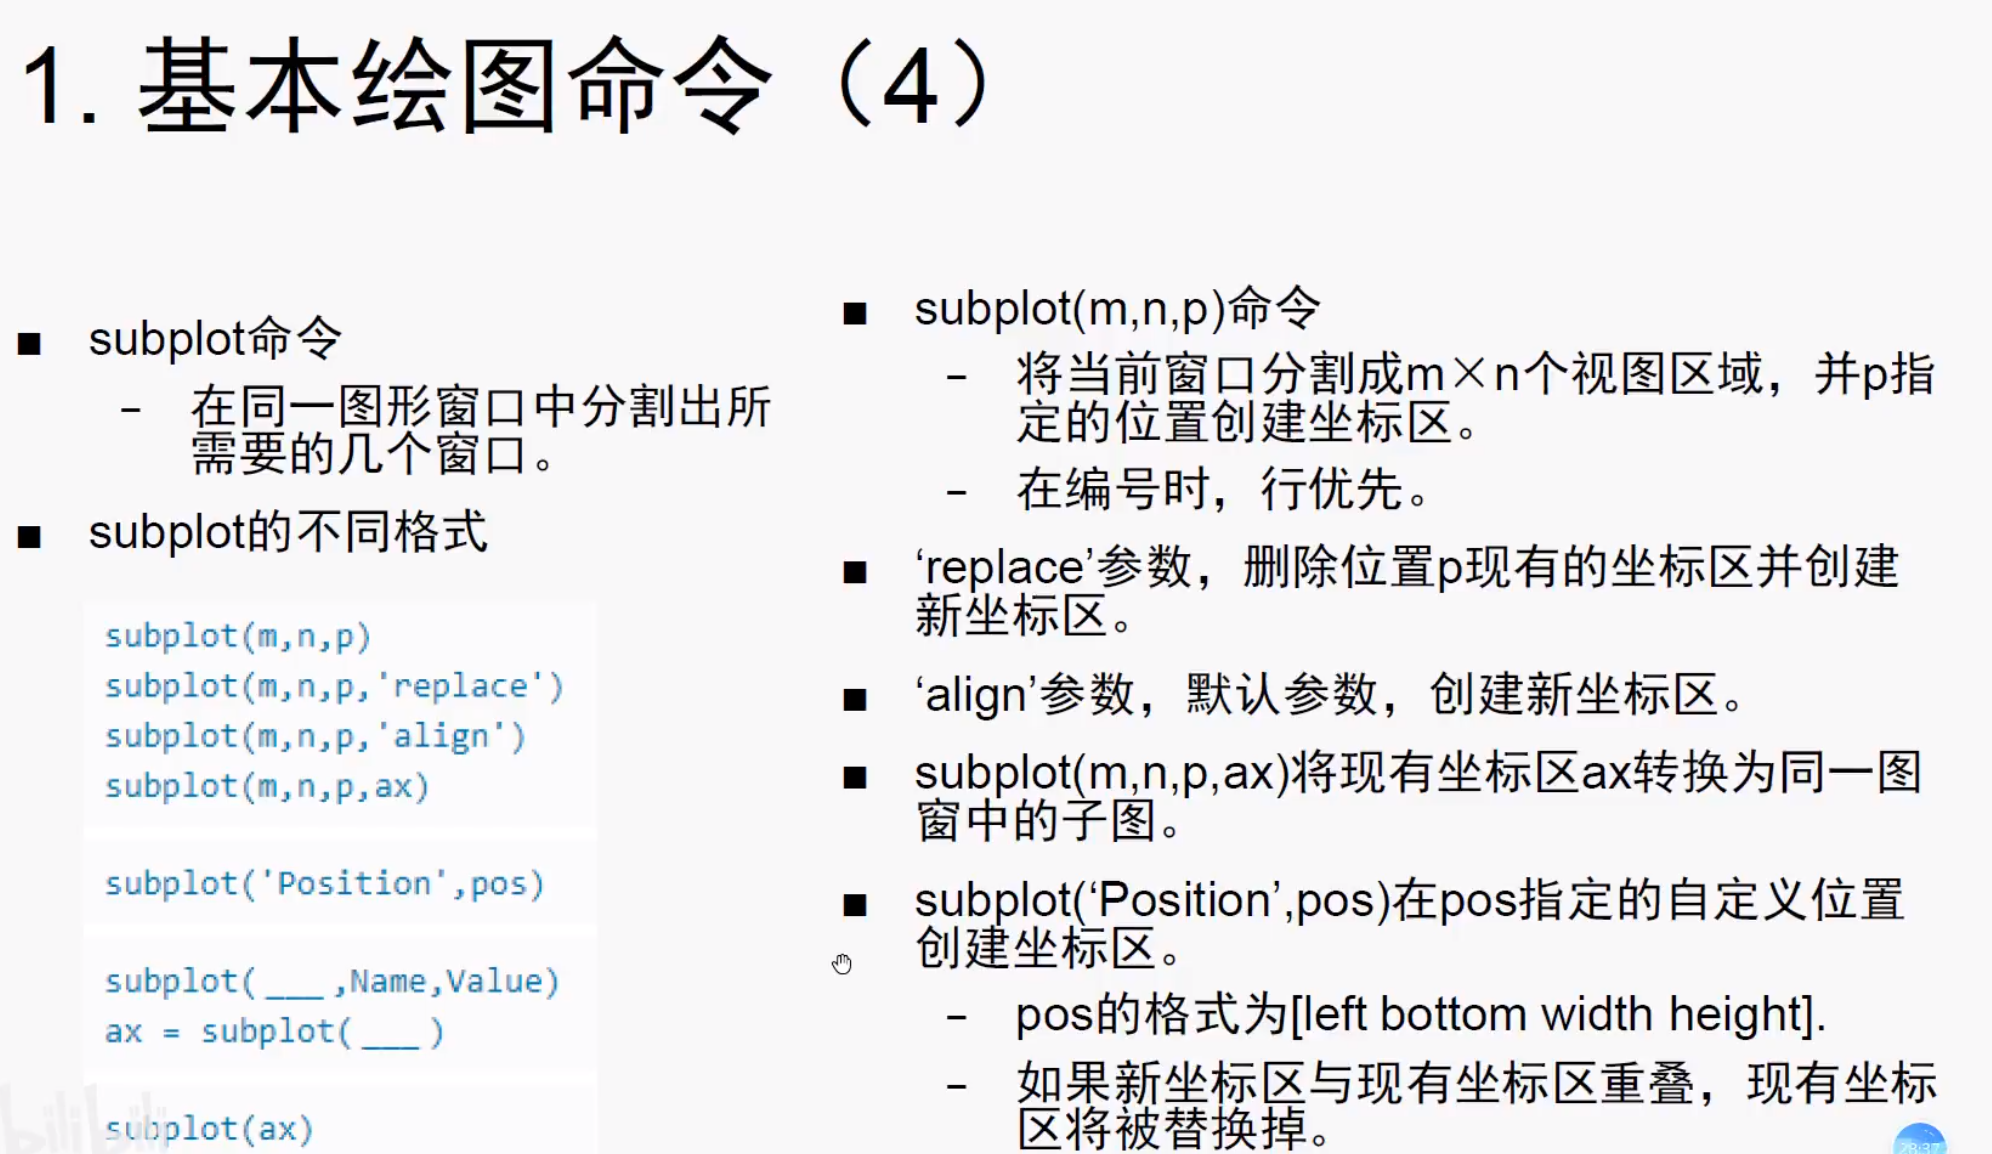 1. 基本绘图命令（4）
■ subplot命令
– 在同一图形窗口中分割出所
需要的几个窗口。
■ subplot的不同格式
subplot(m,n,p)
subplot(m,n,p,'replace')
subplot(m,n,p,'align')
subplot(m,n,p,ax)
subplot('Position',pos)
subplot(___,Name,Value)
ax = subplot(___)
subplot(ax)
bilibili
■ subplot(m,n,p)命令
– 将当前窗口分割成m×n个视图区域，并p指
定的位置创建坐标区。
– 在编号时，行优先。
■ ‘replace’参数，删除位置p现有的坐标区并创建
新坐标区。
■ ‘align’参数，默认参数，创建新坐标区。
■ subplot(m,n,p,ax)将现有坐标区ax转换为同一图
窗中的子图。
■ subplot(‘Position’,pos)在pos指定的自定义位置
创建坐标区。
– pos的格式为[left bottom width height].
– 如果新坐标区与现有坐标区重叠，现有坐标
区将被替换掉。
28:37